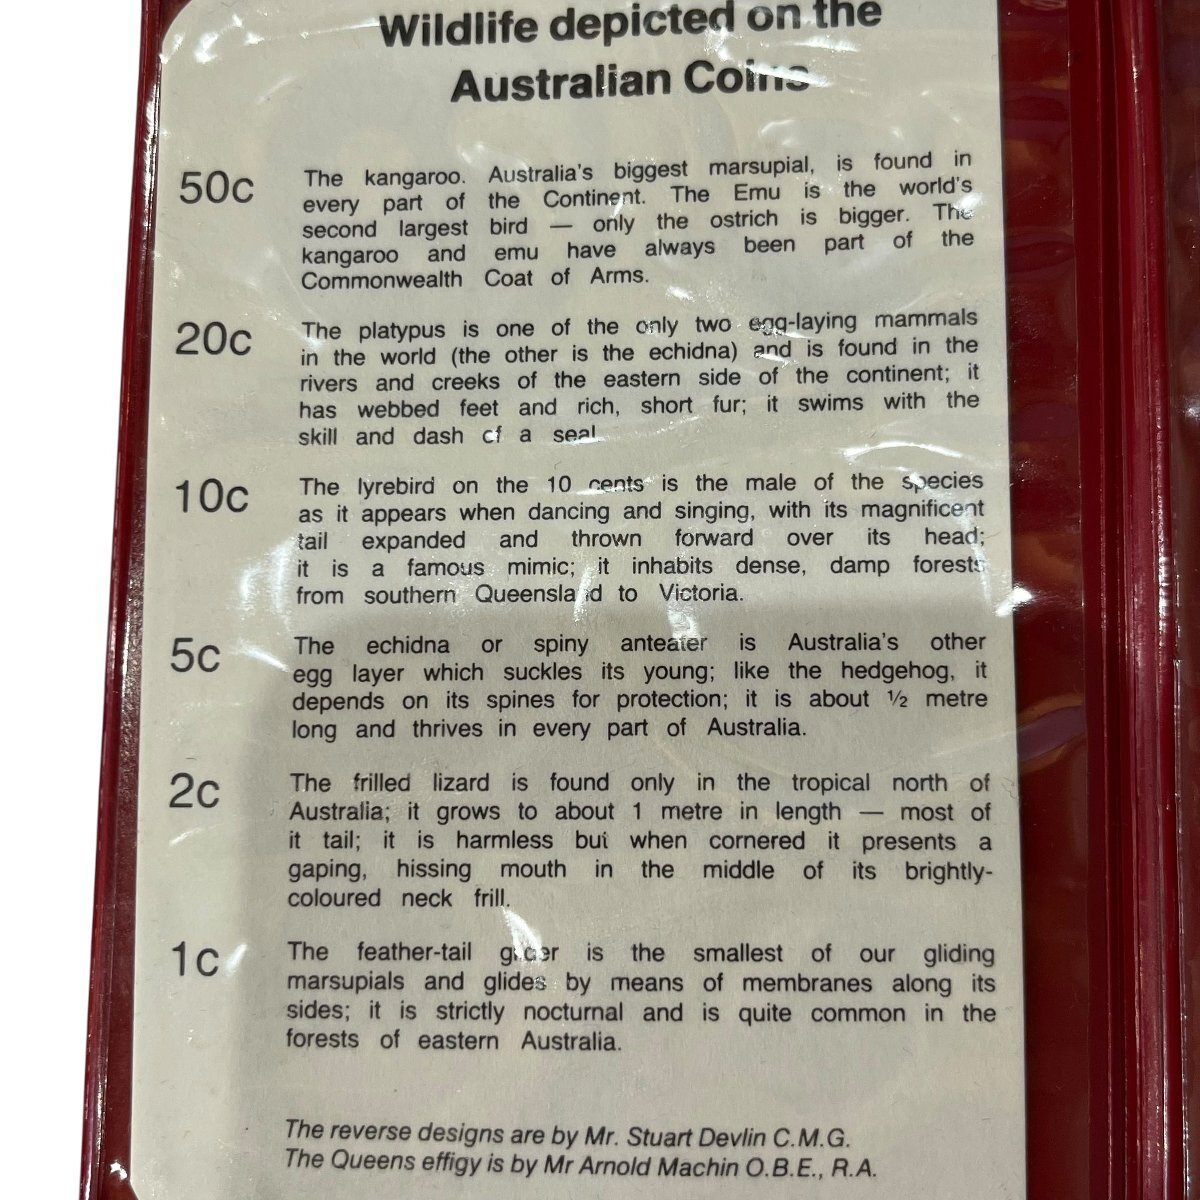 Wildlife depicted on the
Australian Coins
50c
The kangaroo. Australia's biggest marsupial, is found in
every part of the Continent. The Emu is the world's
second largest bird — only the ostrich is bigger. The
kangaroo and emu have always been part of the
Commonwealth Coat of Arms.
20c
The platypus is one of the only two egg-laying mammals
in the world (the other is the echidna) and is found in the
rivers and creeks of the eastern side of the continent; it
has webbed feet and rich, short fur; it swims with the
skill and dash of a seal
10c
The lyrebird on the 10 cents is the male of the species
as it appears when dancing and singing, with its magnificent
tail expanded and thrown forward over its head;
it is a famous mimic; it inhabits dense, damp forests
from southern Queensland to Victoria.
5c
The echidna or spiny anteater is Australia's other
egg layer which suckles its young; like the hedgehog, it
depends on its spines for protection; it is about ½ metre
long and thrives in every part of Australia.
2c
The frilled lizard is found only in the tropical north of
Australia; it grows to about 1 metre in length — most of
it tail; it is harmless but when cornered it presents a
gaping, hissing mouth in the middle of its brightly-
coloured neck frill.
1c
The feather-tail glider is the smallest of our gliding
marsupials and glides by means of membranes along its
sides; it is strictly nocturnal and is quite common in the
forests of eastern Australia.
The reverse designs are by Mr. Stuart Devlin C.M.G.
The Queens effigy is by Mr Arnold Machin O.B.E., R.A.